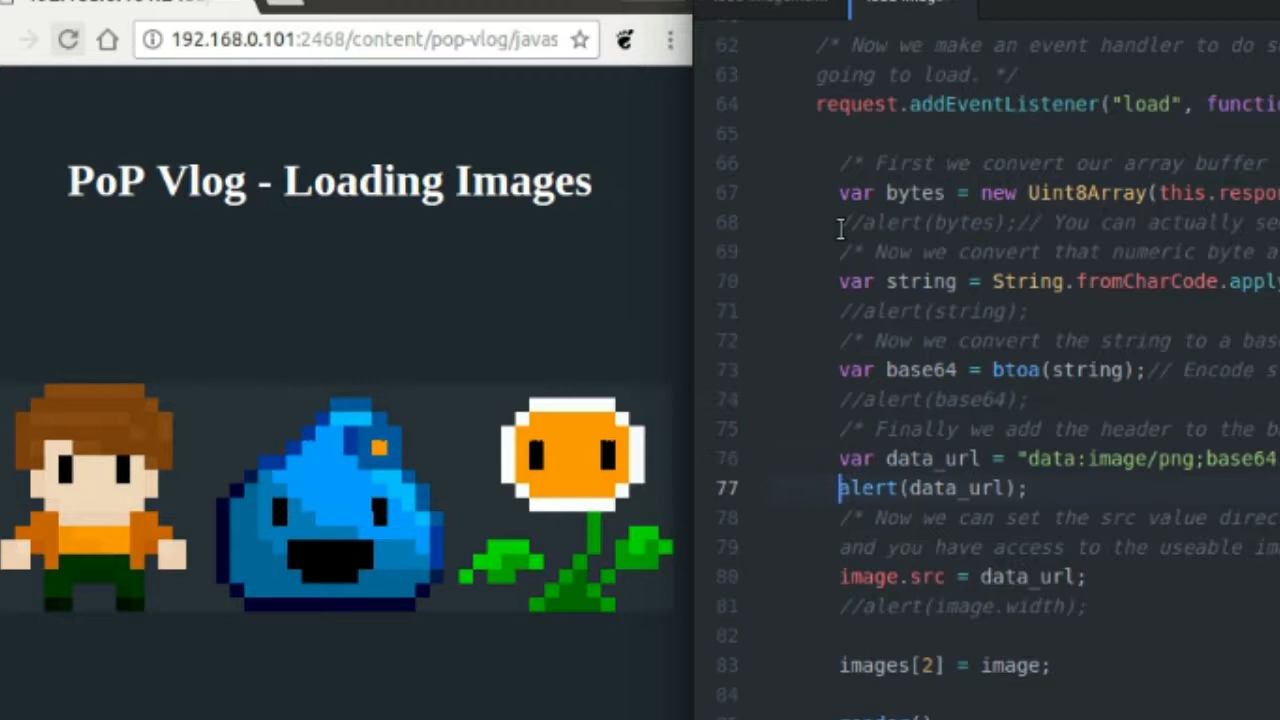 192.168.0.101:2468/content/pop-vlog/javas
PoP Vlog - Loading Images
62 /* Now we make an event handler to do s
63 going to load. */
64 request.addEventListener("load", functi
65
66 /* First we convert our array buffer
67 var bytes = new Uint8Array(this.respo
68 //alert(bytes);// You can actually se
69 /* Now we convert that numeric byte a
70 var string = String.fromCharCode.apply
71 //alert(string);
72 /* Now we convert the string to a bas
73 var base64 = btoa(string);// Encode s
74 //alert(base64);
75 /* Finally we add the header to the b
76 var data_url = "data:image/png;base64
77 alert(data_url);
78 /* Now we can set the src value direc
79 and you have access to the useable im
80 image.src = data_url;
81 //alert(image.width);
82
83 images[2] = image;
84